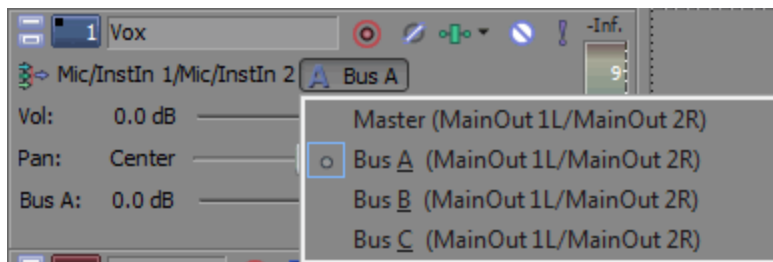 1 Vox -Inf.
Mic/InstIn 1/Mic/InstIn 2 A Bus A 9
Vol: 0.0 dB
Master (MainOut 1L/MainOut 2R)
Pan: Center
Bus A (MainOut 1L/MainOut 2R)
Bus A: 0.0 dB
Bus B (MainOut 1L/MainOut 2R)
Bus C (MainOut 1L/MainOut 2R)